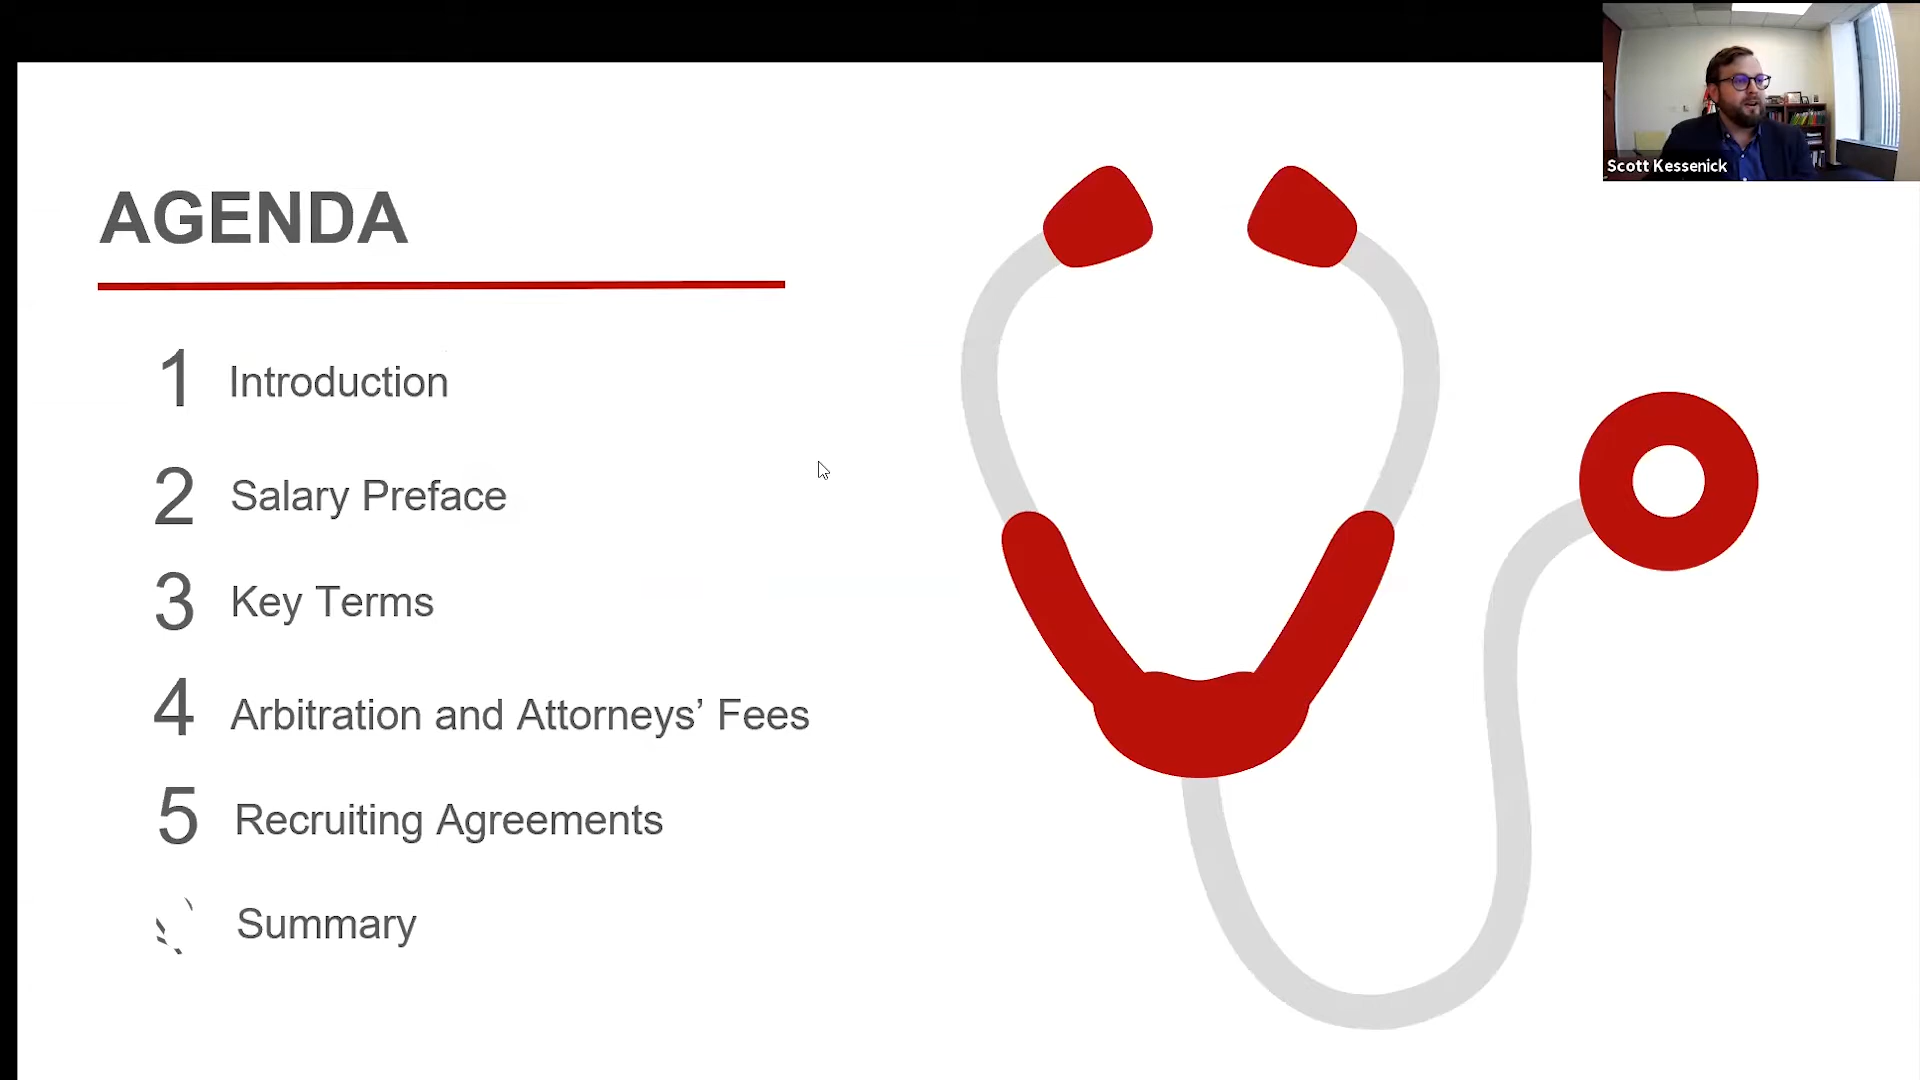 Scott Kessenick
AGENDA
1 Introduction
2 Salary Preface
3 Key Terms
4 Arbitration and Attorneys’ Fees
5 Recruiting Agreements
Summary